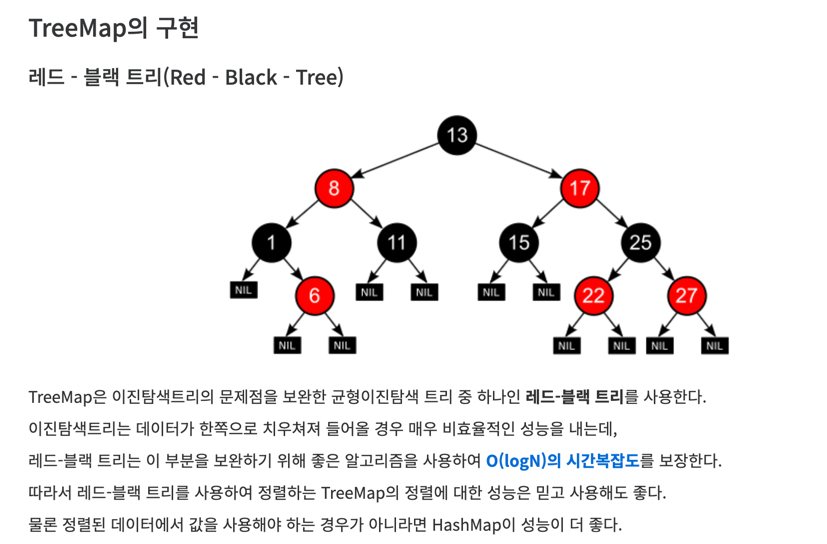 TreeMap의 구현
레드 - 블랙 트리(Red - Black - Tree)
13
8 17
1 11 15 25
NIL 6 NIL NIL NIL NIL 22 27
NIL NIL NIL NIL NIL NIL
TreeMap은 이진탐색트리의 문제점을 보완한 균형이진탐색 트리 중 하나인 레드-블랙 트리를 사용한다.
이진탐색트리는 데이터가 한쪽으로 치우쳐져 들어올 경우 매우 비효율적인 성능을 내는데,
레드-블랙 트리는 이 부분을 보완하기 위해 좋은 알고리즘을 사용하여 O(logN)의 시간복잡도를 보장한다.
따라서 레드-블랙 트리를 사용하여 정렬하는 TreeMap의 정렬에 대한 성능은 믿고 사용해도 좋다.
물론 정렬된 데이터에서 값을 사용해야 하는 경우가 아니라면 HashMap이 성능이 더 좋다.